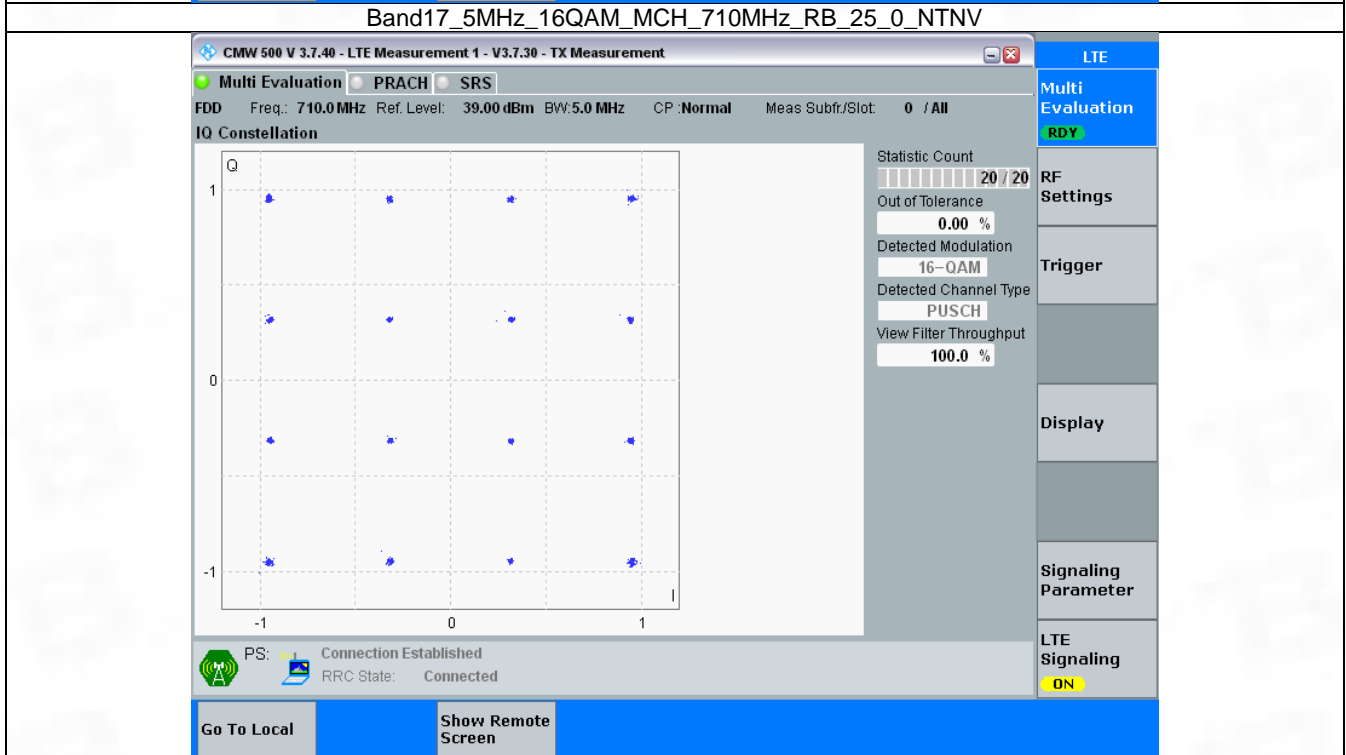 Band17_5MHz_16QAM_MCH_710MHz_RB_25_0_NTNV
CMW 500 V 3.7.40 - LTE Measurement 1 - V3.7.30 - TX Measurement
LTE
Multi Evaluation PRACH SRS
Multi
Evaluation
RDY
FDD Freq.: 710.0 MHz Ref. Level: 39.00 dBm BW:5.0 MHz CP :Normal Meas Subfr./Slot: 0 / All
IQ Constellation
Q
1
0
-1
-1 0 1
I
Statistic Count
20 / 20
Out of Tolerance
0.00 %
Detected Modulation
16-QAM
Detected Channel Type
PUSCH
View Filter Throughput
100.0 %
RF
Settings
Trigger
Display
Signaling
Parameter
LTE
Signaling
ON
PS: Connection Established
RRC State: Connected
Go To Local
Show Remote
Screen